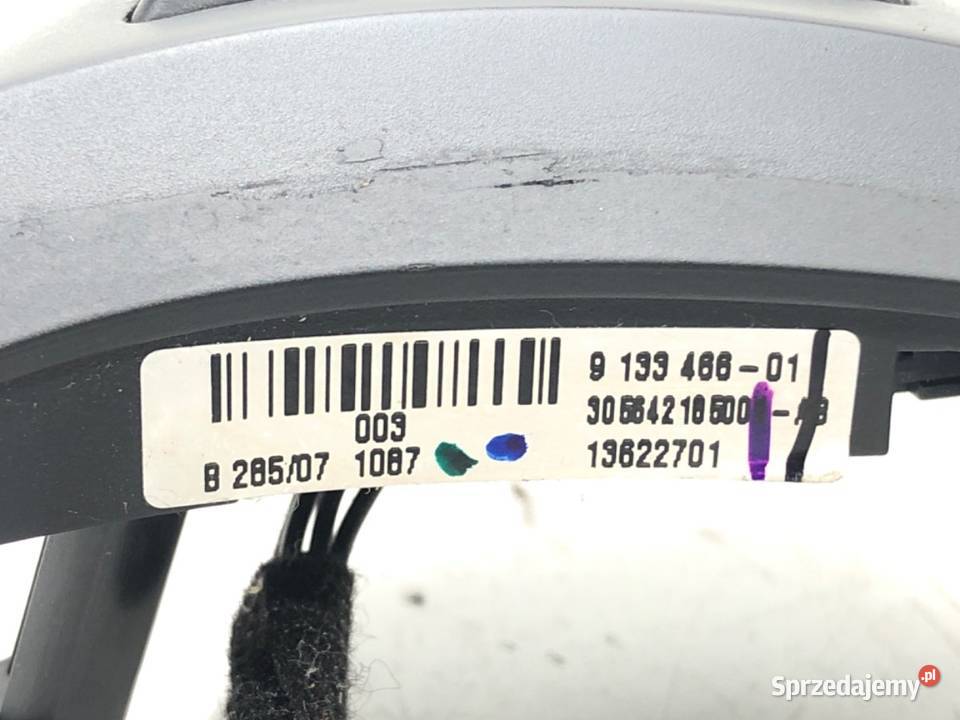 9 133 466-01
003
B 285/07 1087
13622701
Sprzedajemy.pl